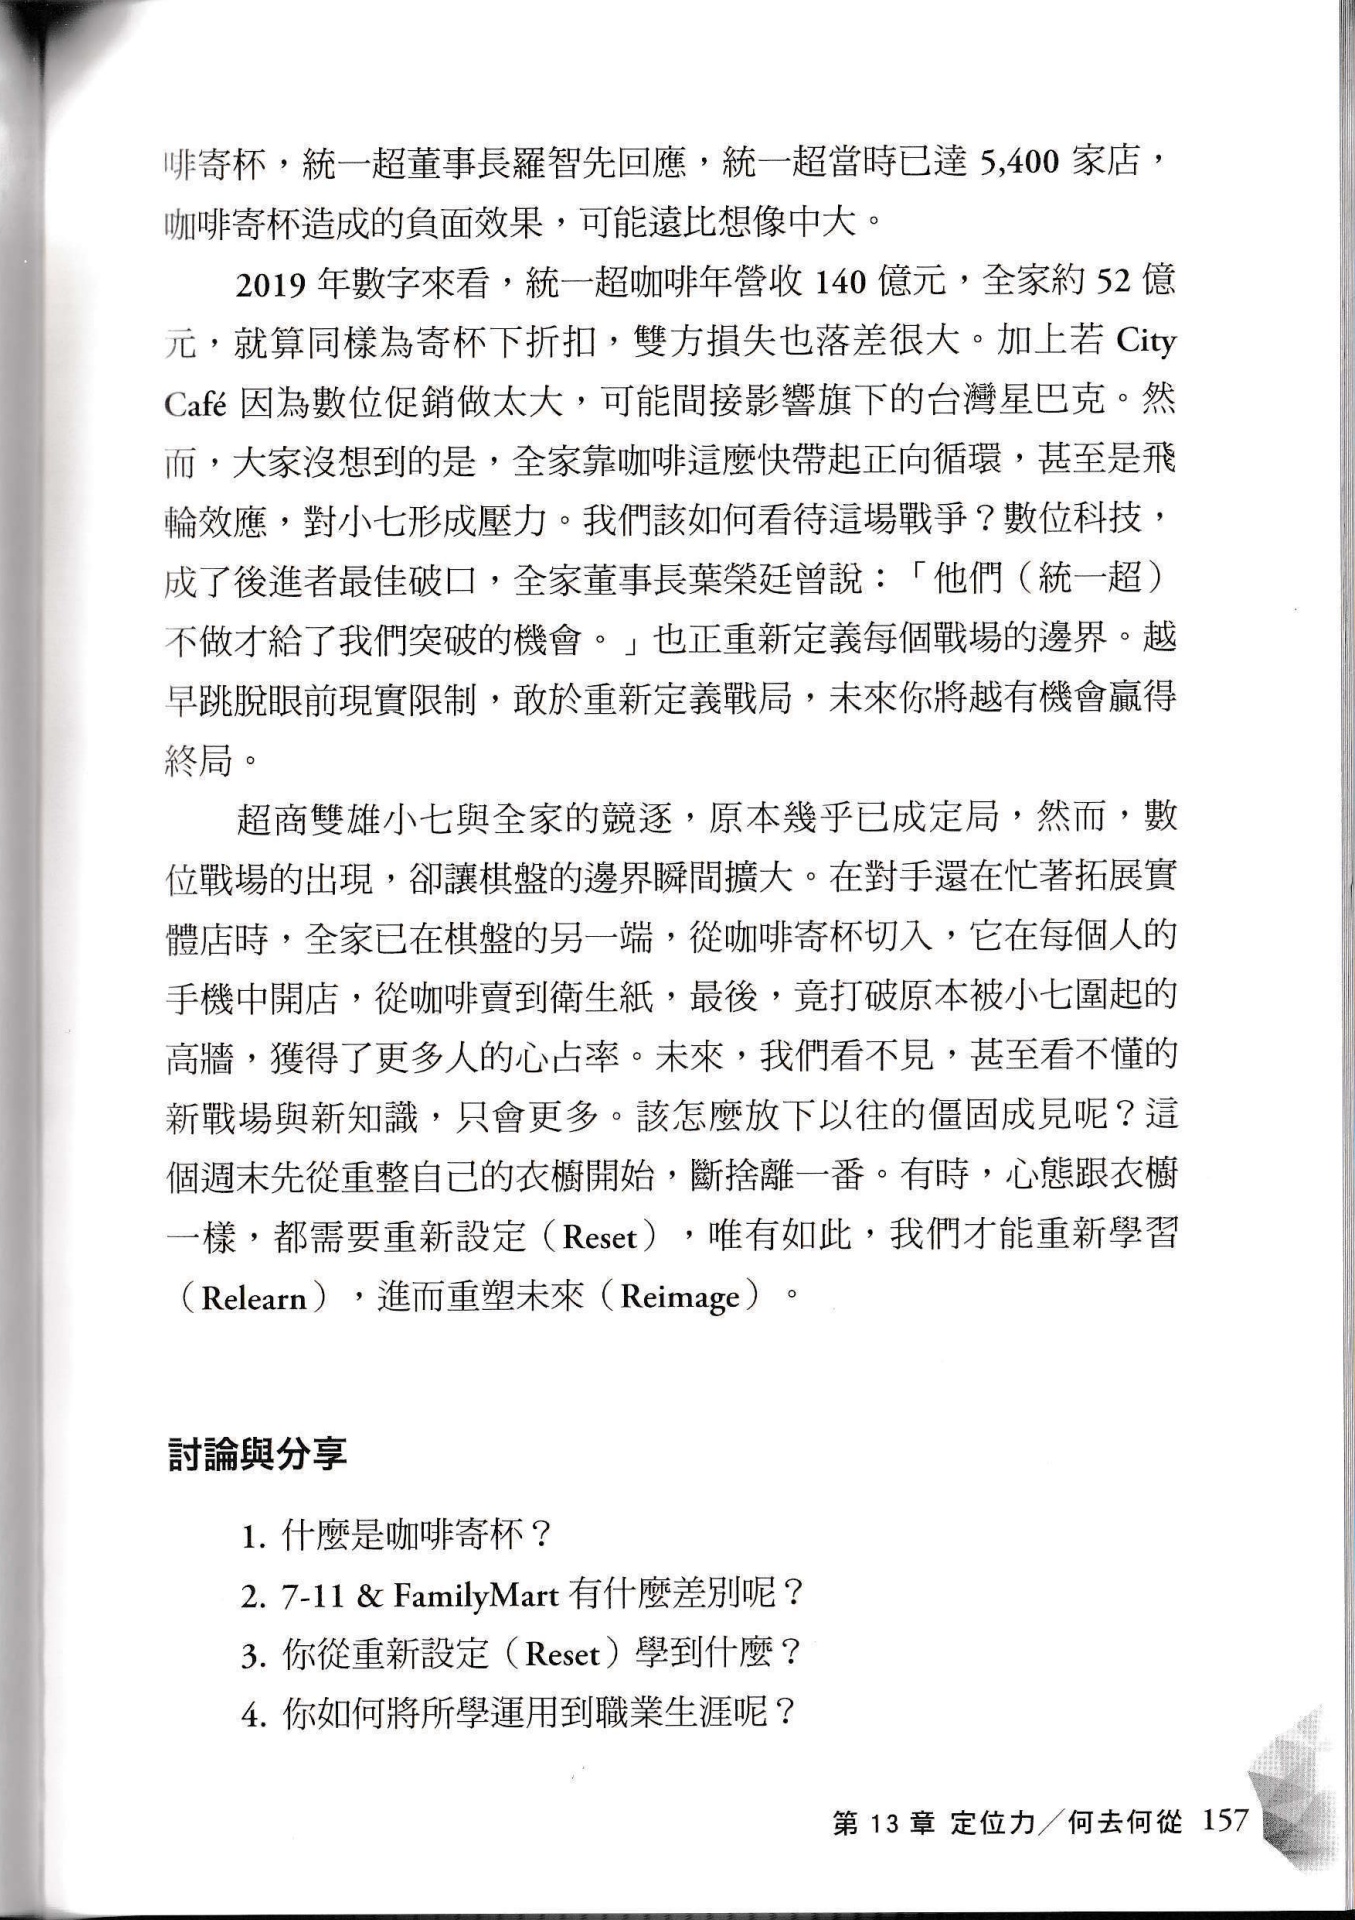 啡寄杯，統一超董事長羅智先回應，統一超當時已達 5,400 家店，
咖啡寄杯造成的負面效果，可能遠比想像中大。
2019 年數字來看，統一超咖啡年營收 140 億元，全家約 52 億
元，就算同樣為寄杯下折扣，雙方損失也落差很大。加上若 City
Café 因為數位促銷做太大，可能間接影響旗下的台灣星巴克。然
而，大家沒想到的是，全家靠咖啡這麼快帶起正向循環，甚至是飛
輪效應，對小七形成壓力。我們該如何看待這場戰爭？數位科技，
成了後進者最佳破口，全家董事長葉榮廷曾說：「他們（統一超）
不做才給了我們突破的機會。」也正重新定義每個戰場的邊界。越
早跳脫眼前現實限制，敢於重新定義戰局，未來你將越有機會贏得
終局。
超商雙雄小七與全家的競逐，原本幾乎已成定局，然而，數
位戰場的出現，卻讓棋盤的邊界瞬間擴大。在對手還在忙著拓展實
體店時，全家已在棋盤的另一端，從咖啡寄杯切入，它在每個人的
手機中開店，從咖啡賣到衛生紙，最後，竟打破原本被小七圍起的
高牆，獲得了更多人的心占率。未來，我們看不見，甚至看不懂的
新戰場與新知識，只會更多。該怎麼放下以往的僵固成見呢？這
個週末先從重整自己的衣櫥開始，斷捨離一番。有時，心態跟衣櫥
一樣，都需要重新設定（Reset），唯有如此，我們才能重新學習
（Relearn），進而重塑未來（Reimage）。
討論與分享
1. 什麼是咖啡寄杯？
2. 7-11 & FamilyMart 有什麼差別呢？
3. 你從重新設定（Reset）學到什麼？
4. 你如何將所學運用到職業生涯呢？
第 13 章 定位力／何去何從 157